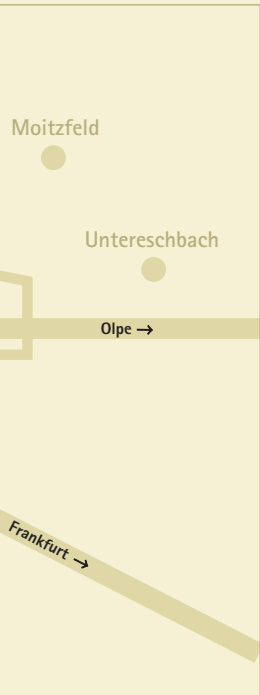 Moitzfeld
Untereschbach
Olpe →
Frankfurt →